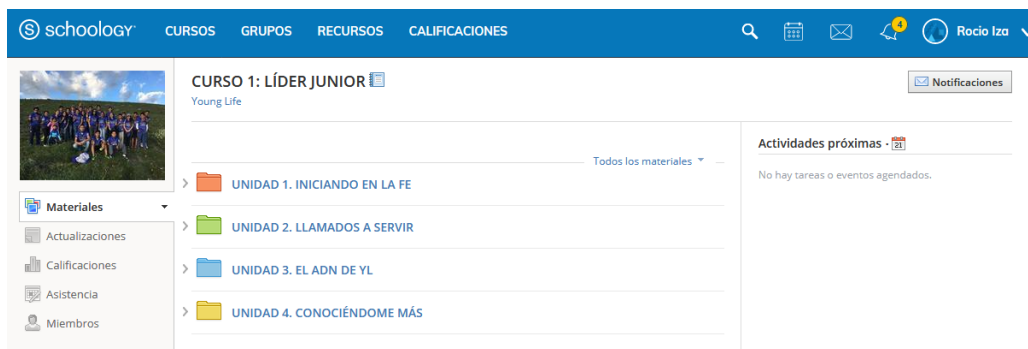 S schoology
CURSOS GRUPOS RECURSOS CALIFICACIONES
4
Rocio Iza
CURSO 1: LÍDER JUNIOR
Young Life
Notificaciones
Todos los materiales
UNIDAD 1. INICIANDO EN LA FE
UNIDAD 2. LLAMADOS A SERVIR
UNIDAD 3. EL ADN DE YL
UNIDAD 4. CONOCIÉNDOME MÁS
Materiales
Actualizaciones
Calificaciones
Asistencia
Miembros
Actividades próximas · 21
No hay tareas o eventos agendados.